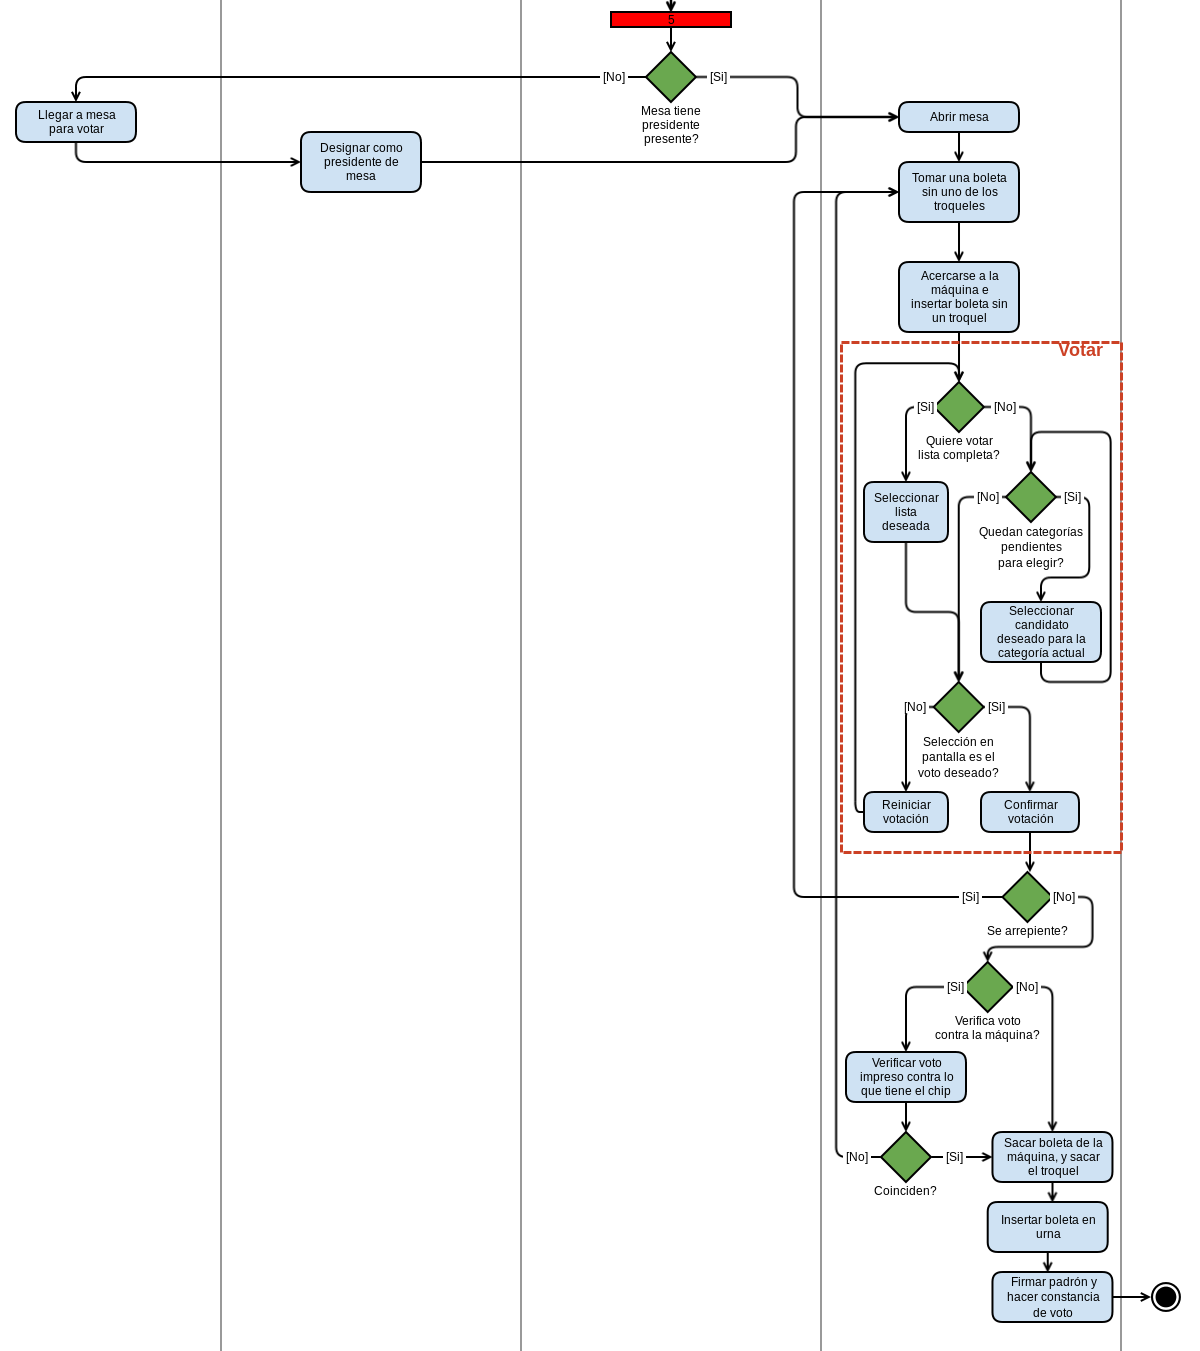 5
[No]
[Si]
Mesa tiene
presidente
presente?
Llegar a mesa
para votar
Designar como
presidente de
mesa
Abrir mesa
Tomar una boleta
sin uno de los
troqueles
Acercarse a la
máquina e
insertar boleta sin
un troquel
Votar
[Si]
[No]
Quiere votar
lista completa?
Seleccionar
lista
deseada
[No]
[Si]
Quedan categorías
pendientes
para elegir?
Seleccionar
candidato
deseado para la
categoría actual
[No]
[Si]
Selección en
pantalla es el
voto deseado?
Reiniciar
votación
Confirmar
votación
[Si]
[No]
Se arrepiente?
[Si]
[No]
Verifica voto
contra la máquina?
Verificar voto
impreso contra lo
que tiene el chip
[No]
[Si]
Coinciden?
Sacar boleta de la
máquina, y sacar
el troquel
Insertar boleta en
urna
Firmar padrón y
hacer constancia
de voto